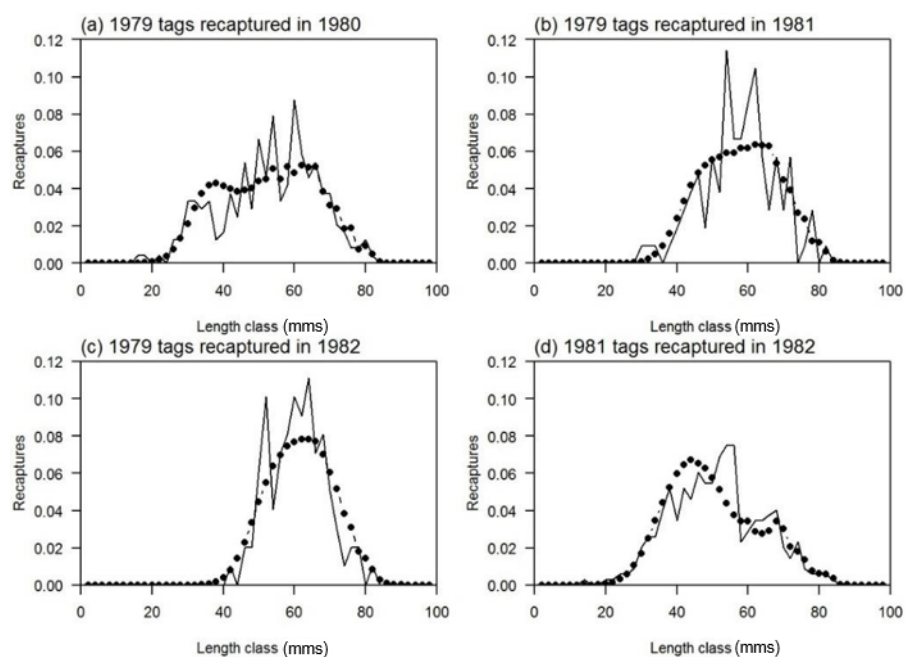 (a) 1979 tags recaptured in 1980
0.12
0.10
0.08
0.06
0.04
0.02
0.00
Recaptures
0 20 40 60 80 100
Length class (mms)
(b) 1979 tags recaptured in 1981
0.12
0.10
0.08
0.06
0.04
0.02
0.00
Recaptures
0 20 40 60 80 100
Length class (mms)
(c) 1979 tags recaptured in 1982
0.12
0.10
0.08
0.06
0.04
0.02
0.00
Recaptures
0 20 40 60 80 100
Length class (mms)
(d) 1981 tags recaptured in 1982
0.12
0.10
0.08
0.06
0.04
0.02
0.00
Recaptures
0 20 40 60 80 100
Length class (mms)